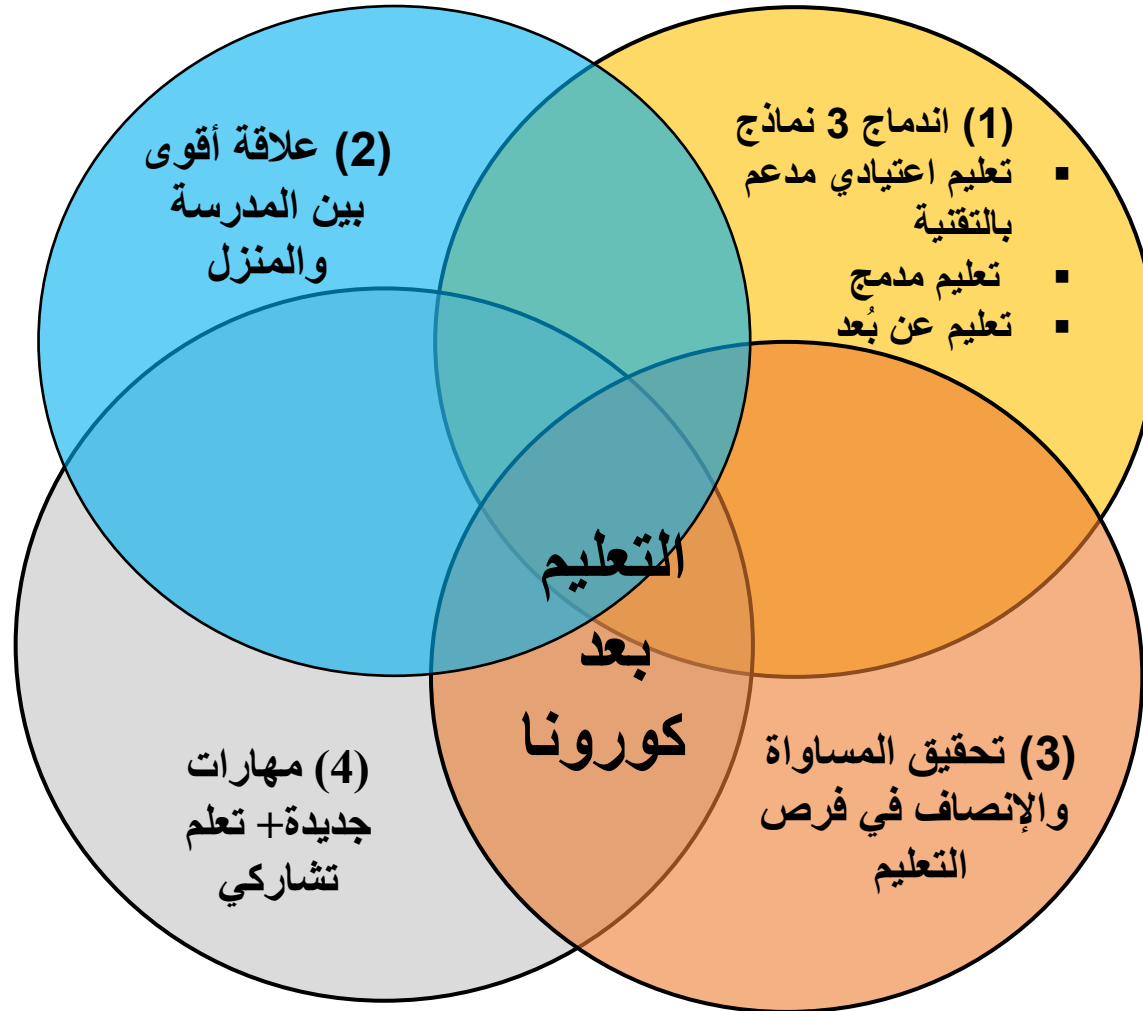 (1) اندماج 3 نماذج
▪ تعليم اعتيادي مدعم
بالتقنية
▪ تعليم مدمج
▪ تعليم عن بُعد
(2) علاقة أقوى
بين المدرسة
والمنزل
التعليم
بعد
كورونا
(3) تحقيق المساواة
والإنصاف في فرص
التعليم
(4) مهارات
جديدة+ تعلم
تشاركي